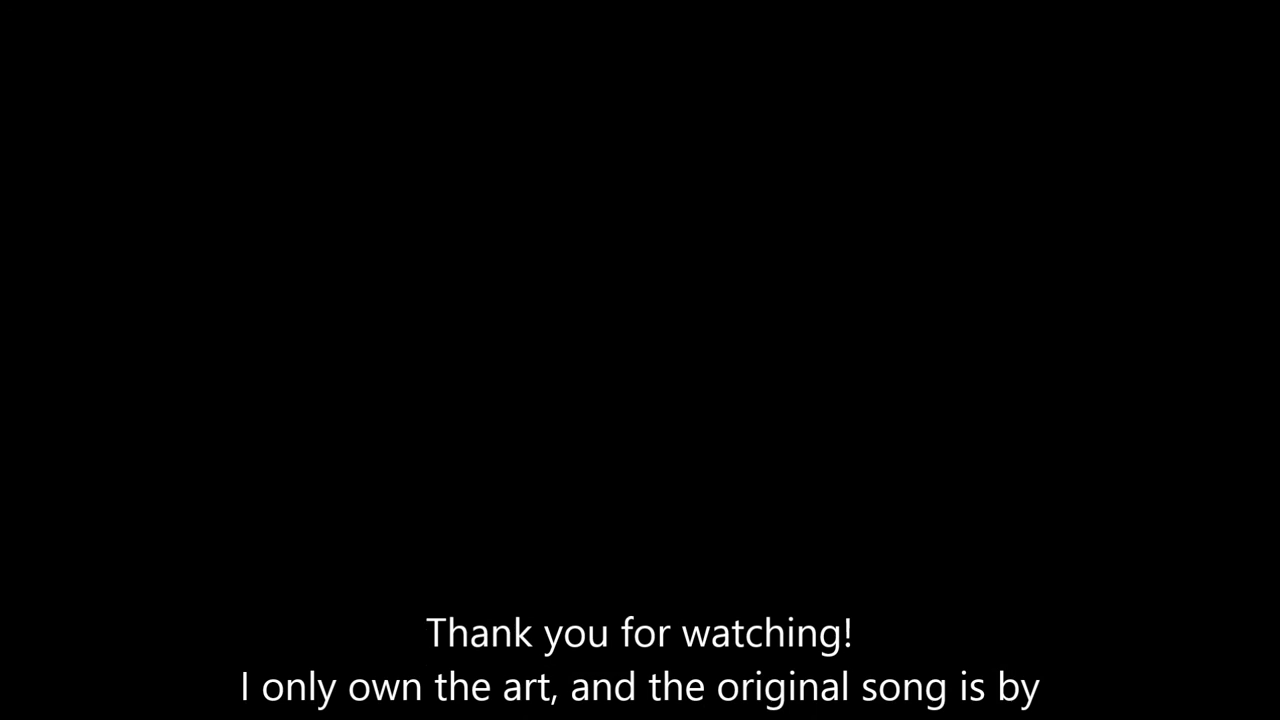 Thank you for watching!
I only own the art, and the original song is by